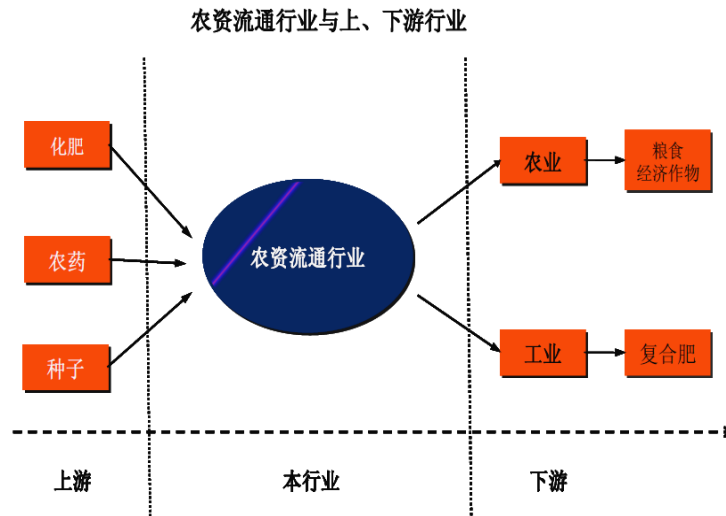 农资流通行业与上、下游行业
化肥
农药
种子
农资流通行业
农业
粮食
经济作物
工业
复合肥
上游
本行业
下游